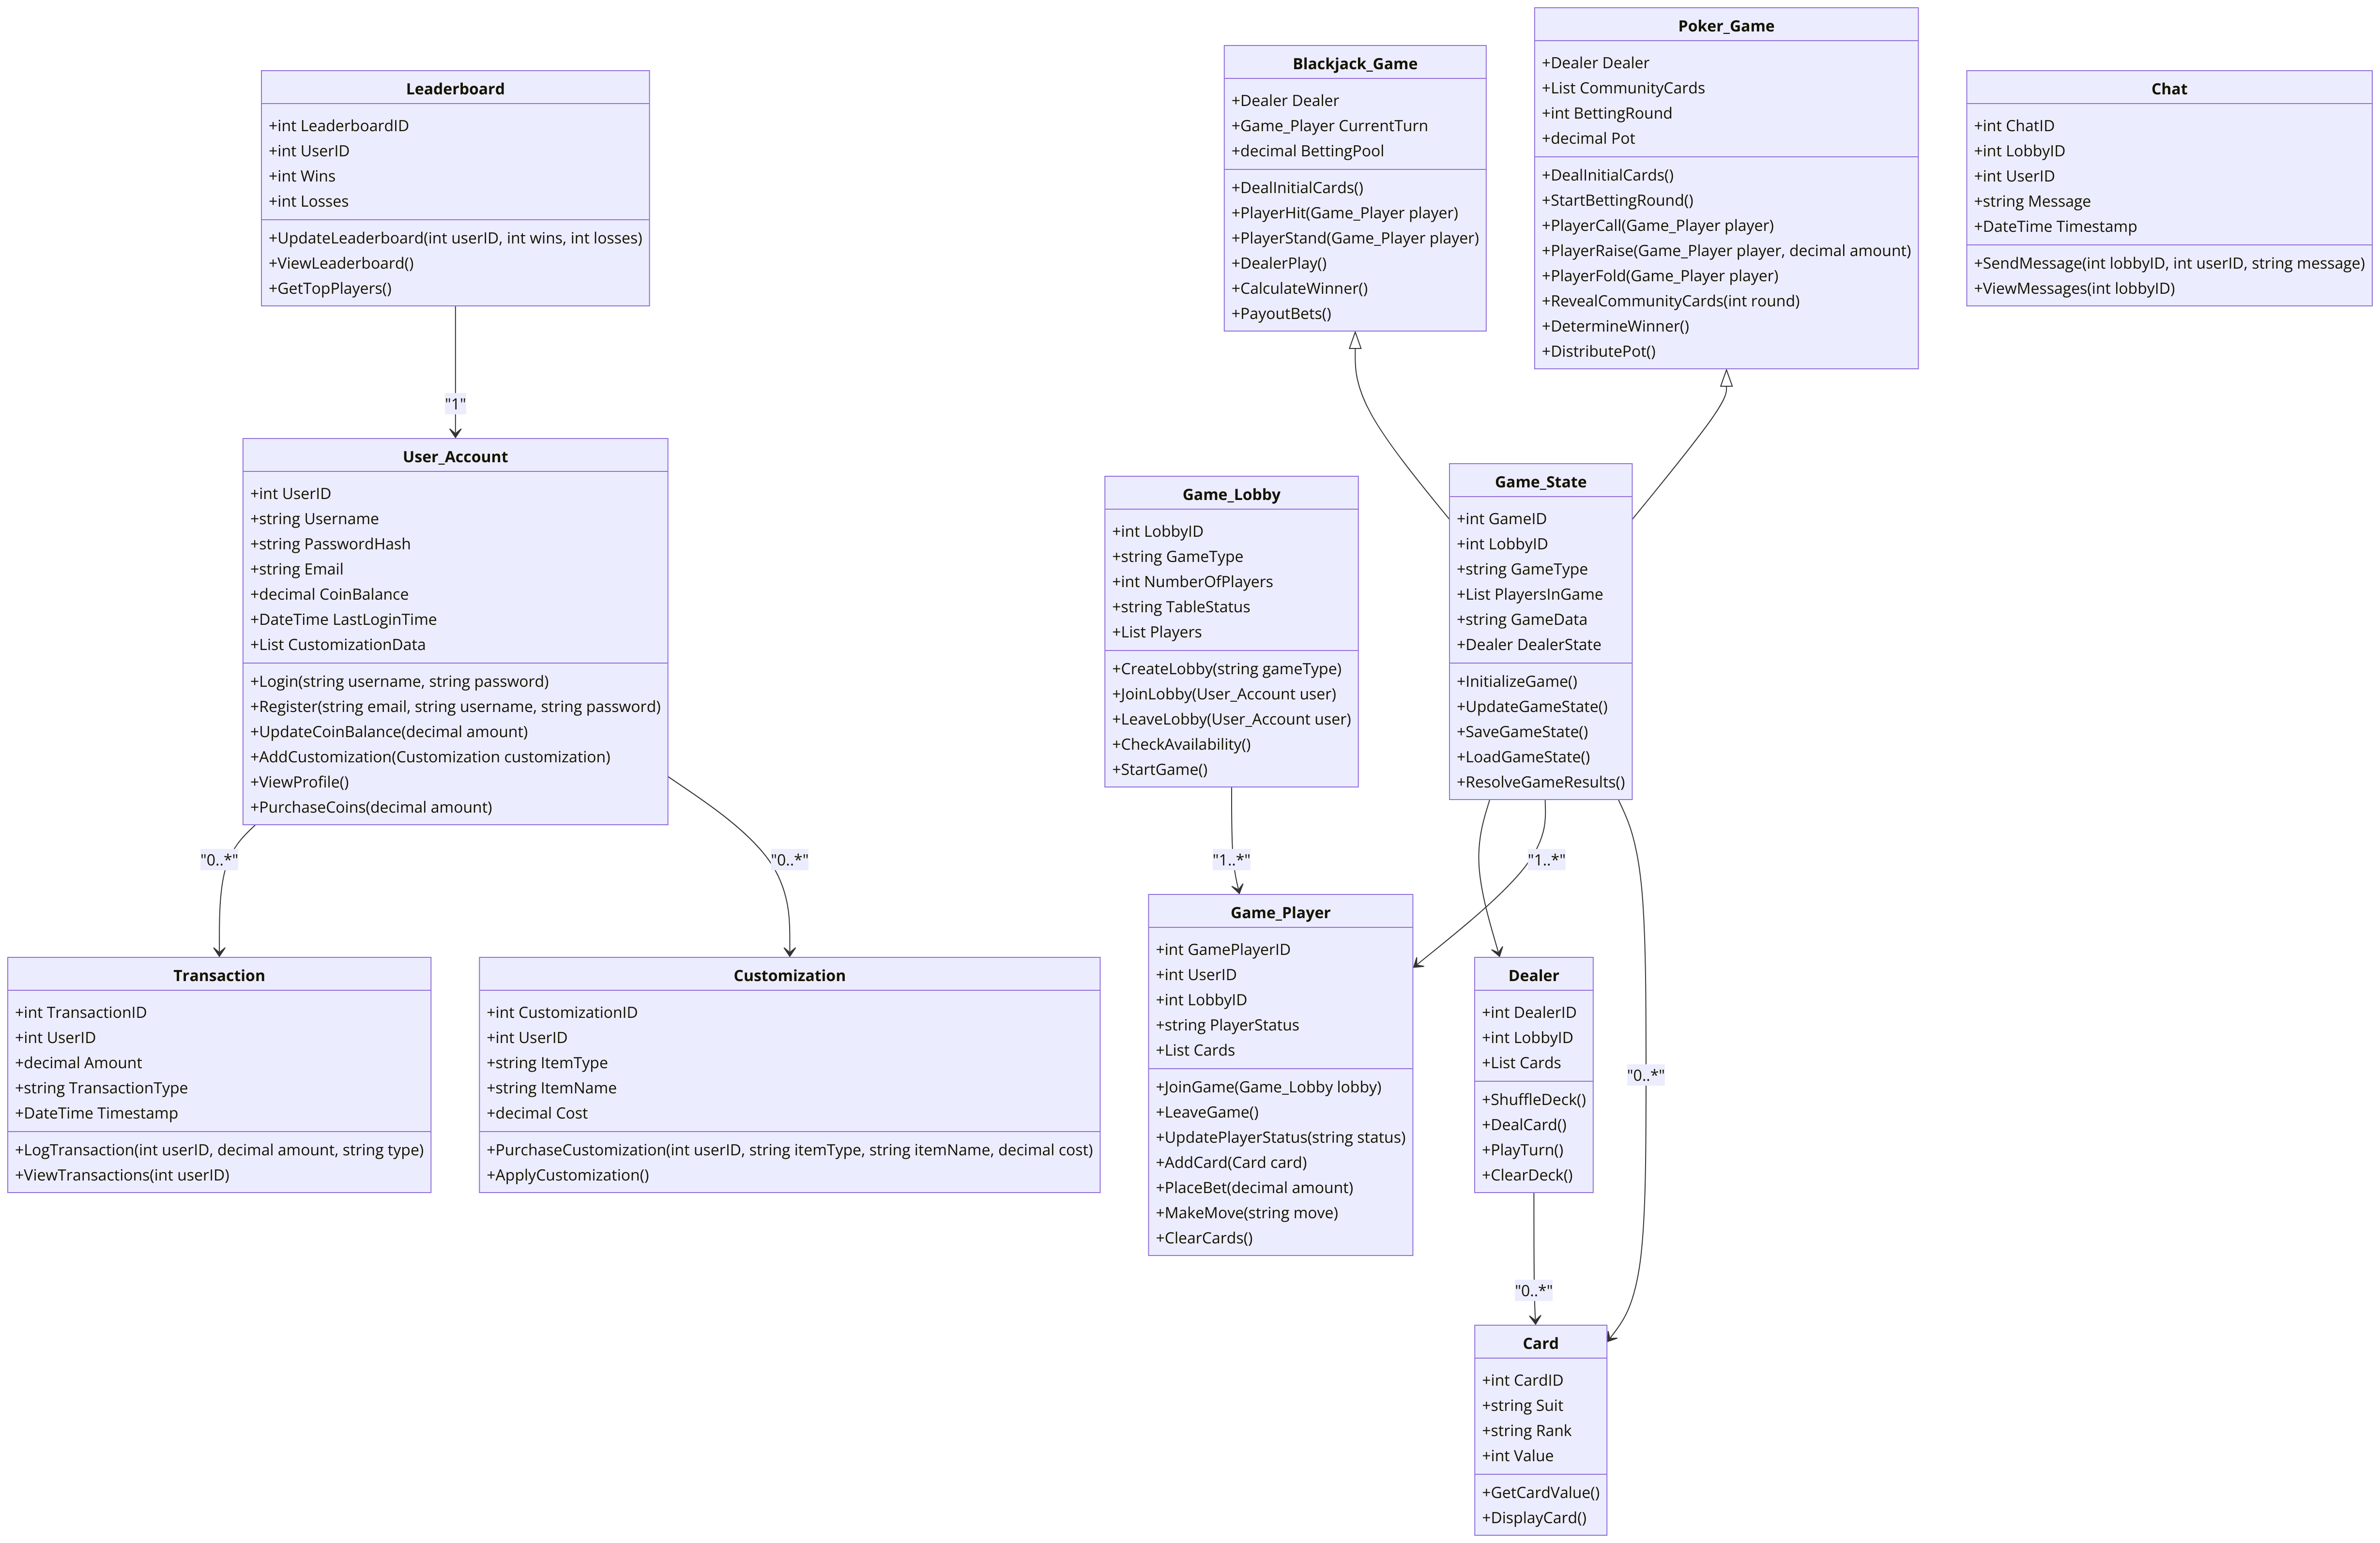 Leaderboard
+int LeaderboardID
+int UserID
+int Wins
+int Losses
+UpdateLeaderboard(int userID, int wins, int losses)
+ViewLeaderboard()
+GetTopPlayers()
Blackjack_Game
+Dealer Dealer
+Game_Player CurrentTurn
+decimal BettingPool
+DealInitialCards()
+PlayerHit(Game_Player player)
+PlayerStand(Game_Player player)
+DealerPlay()
+CalculateWinner()
+PayoutBets()
Poker_Game
+Dealer Dealer
+List CommunityCards
+int BettingRound
+decimal Pot
+DealInitialCards()
+StartBettingRound()
+PlayerCall(Game_Player player)
+PlayerRaise(Game_Player player, decimal amount)
+PlayerFold(Game_Player player)
+RevealCommunityCards(int round)
+DetermineWinner()
+DistributePot()
Chat
+int ChatID
+int LobbyID
+int UserID
+string Message
+DateTime Timestamp
+SendMessage(int lobbyID, int userID, string message)
+ViewMessages(int lobbyID)
"1"
User_Account
+int UserID
+string Username
+string PasswordHash
+string Email
+decimal CoinBalance
+DateTime LastLoginTime
+List CustomizationData
+Login(string username, string password)
+Register(string email, string username, string password)
+UpdateCoinBalance(decimal amount)
+AddCustomization(Customization customization)
+ViewProfile()
+PurchaseCoins(decimal amount)
Game_Lobby
+int LobbyID
+string GameType
+int NumberOfPlayers
+string TableStatus
+List Players
+CreateLobby(string gameType)
+JoinLobby(User_Account user)
+LeaveLobby(User_Account user)
+CheckAvailability()
+StartGame()
Game_State
+int GameID
+int LobbyID
+string GameType
+List PlayersInGame
+string GameData
+Dealer DealerState
+InitializeGame()
+UpdateGameState()
+SaveGameState()
+LoadGameState()
+ResolveGameResults()
"0..*"
"0..*"
"1..*"
"1..*"
Transaction
+int TransactionID
+int UserID
+decimal Amount
+string TransactionType
+DateTime Timestamp
+LogTransaction(int userID, decimal amount, string type)
+ViewTransactions(int userID)
Customization
+int CustomizationID
+int UserID
+string ItemType
+string ItemName
+decimal Cost
+PurchaseCustomization(int userID, string itemType, string itemName, decimal cost)
+ApplyCustomization()
Game_Player
+int GamePlayerID
+int UserID
+int LobbyID
+string PlayerStatus
+List Cards
+JoinGame(Game_Lobby lobby)
+LeaveGame()
+UpdatePlayerStatus(string status)
+AddCard(Card card)
+PlaceBet(decimal amount)
+MakeMove(string move)
+ClearCards()
Dealer
+int DealerID
+int LobbyID
+List Cards
+ShuffleDeck()
+DealCard()
+PlayTurn()
+ClearDeck()
"0..*"
"0..*"
Card
+int CardID
+string Suit
+string Rank
+int Value
+GetCardValue()
+DisplayCard()